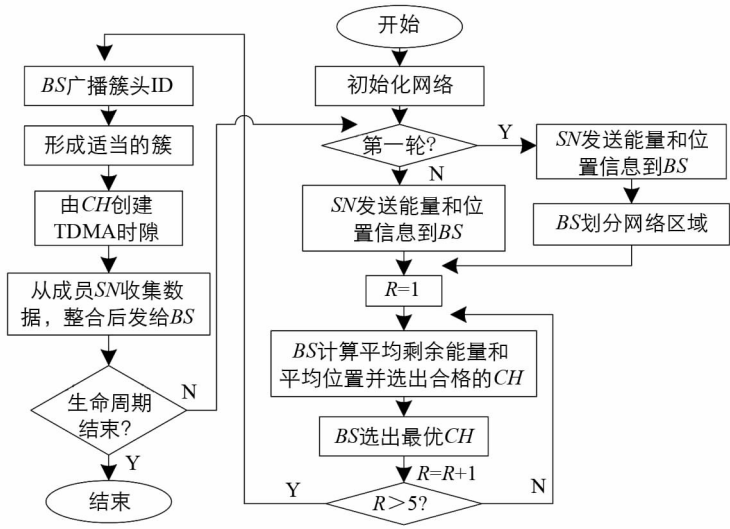 开始
初始化网络
第一轮?
Y
N
SN发送能量和位
置信息到BS
BS划分网络区域
SN发送能量和位
置信息到BS
R=1
BS计算平均剩余能量和
平均位置并选出合格的CH
BS选出最优CH
R=R+1
R＞5?
N
Y
BS广播簇头ID
形成适当的簇
由CH创建
TDMA时隙
从成员SN收集数
据，整合后发给BS
生命周期
结束?
N
Y
结束